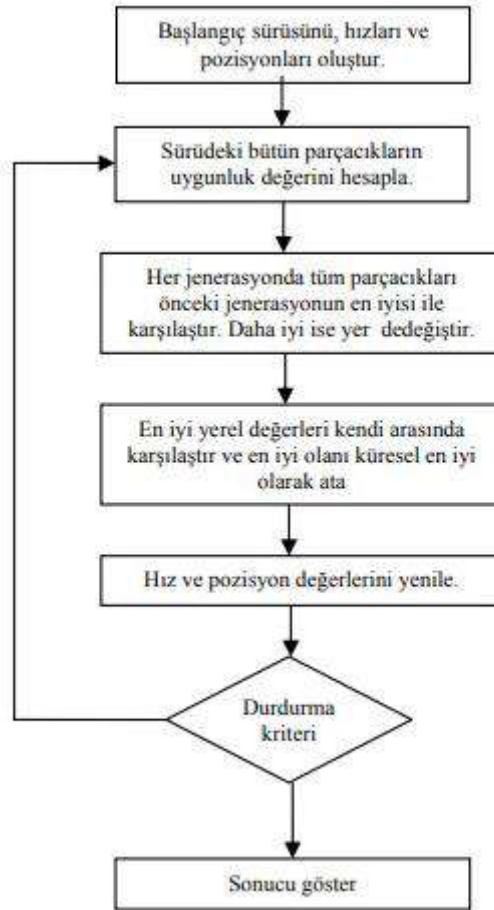 Başlangıç sürüsünü, hızları ve
pozisyonları oluştur.
Sürüdeki bütün parçacıkların
uygunluk değerini hesapla.
Her jenerasyonda tüm parçacıkları
önceki jenerasyonun en iyisi ile
karşılaştır. Daha iyi ise yer dedeğiştir.
En iyi yerel değerleri kendi arasında
karşılaştır ve en iyi olanı küresel en iyi
olarak ata
Hız ve pozisyon değerlerini yenile.
Durdurma
kriteri
Sonucu göster